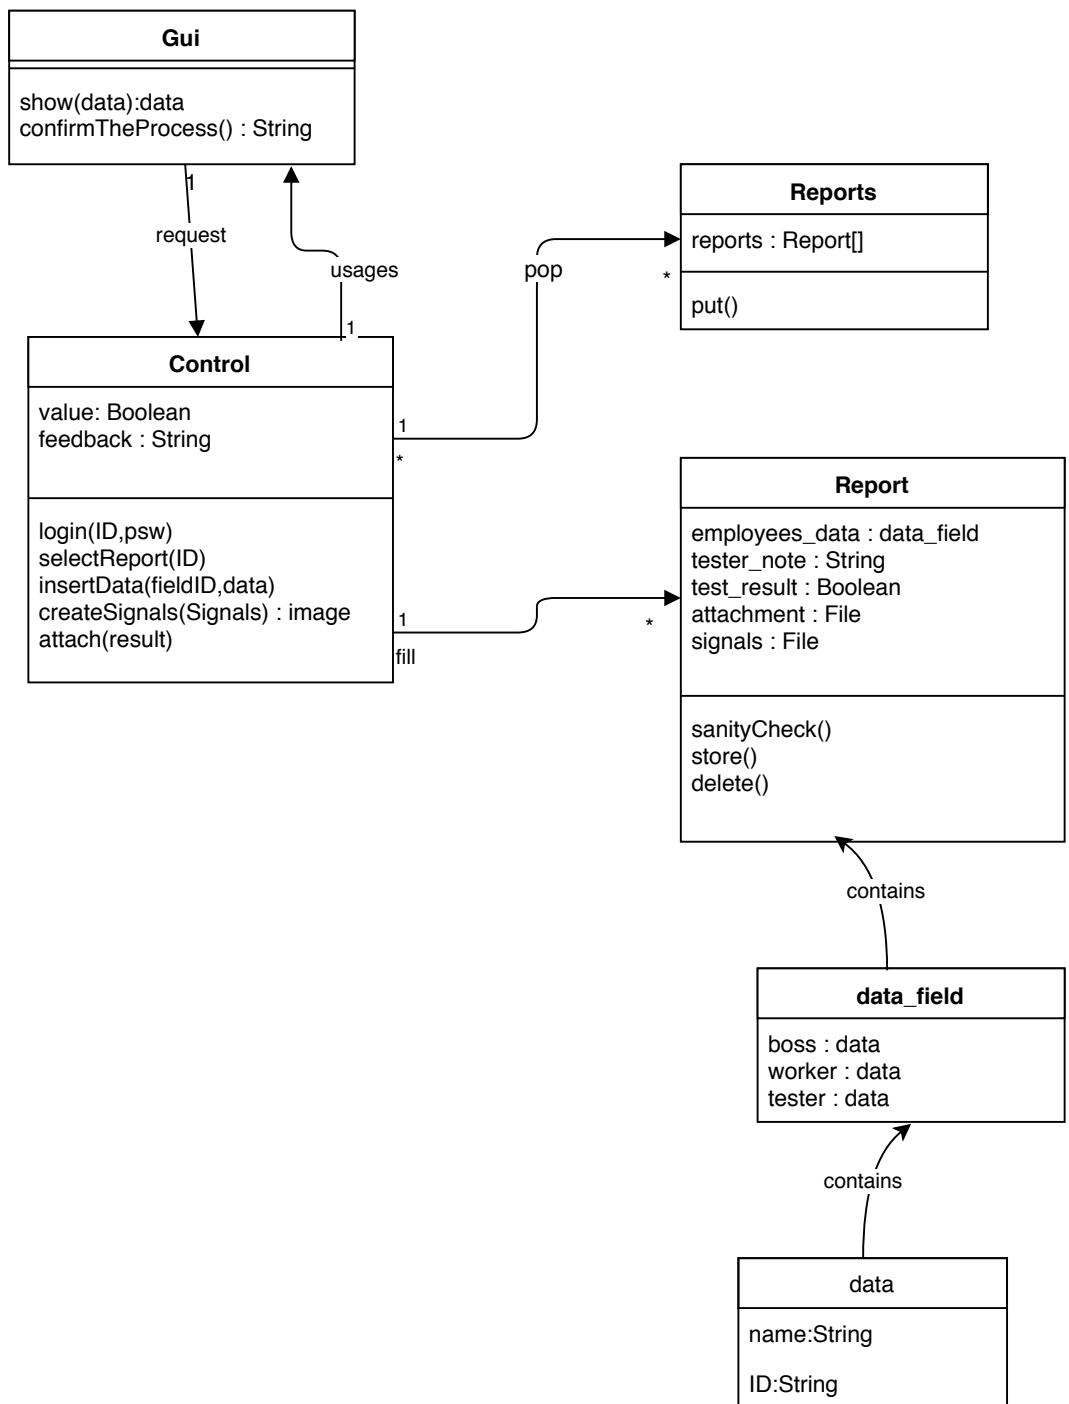 Gui
show(data):data
confirmTheProcess() : String
1
request
usages
1
Control
value: Boolean
feedback : String
login(ID,psw)
selectReport(ID)
insertData(fieldID,data)
createSignals(Signals) : image
attach(result)
1
*
pop
*
1
fill
*
Reports
reports : Report[]
put()
Report
employees_data : data_field
tester_note : String
test_result : Boolean
attachment : File
signals : File
sanityCheck()
store()
delete()
contains
data_field
boss : data
worker : data
tester : data
contains
data
name:String
ID:String